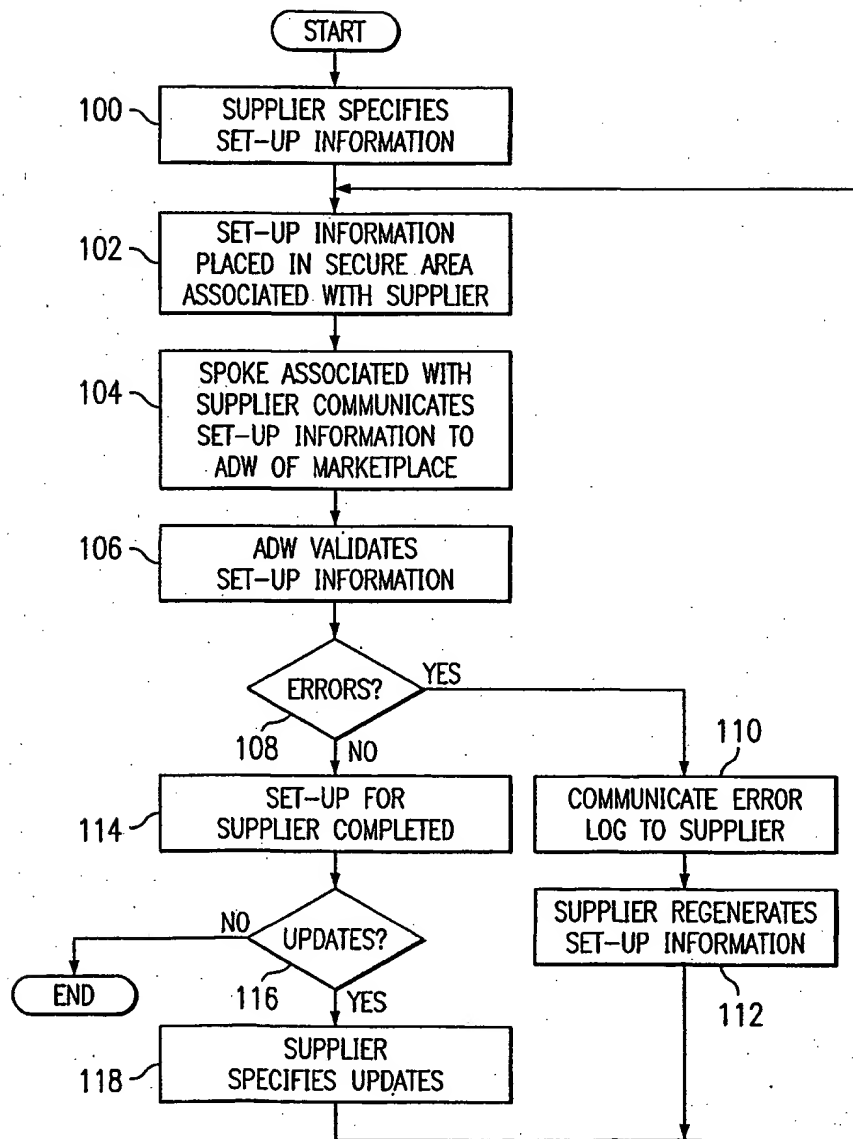 START
100
SUPPLIER SPECIFIES
SET-UP INFORMATION
102
SET-UP INFORMATION
PLACED IN SECURE AREA
ASSOCIATED WITH SUPPLIER
104
SPOKE ASSOCIATED WITH
SUPPLIER COMMUNICATES
SET-UP INFORMATION TO
ADW OF MARKETPLACE
106
ADW VALIDATES
SET-UP INFORMATION
ERRORS?
YES
108
NO
110
COMMUNICATE ERROR
LOG TO SUPPLIER
114
SET-UP FOR
SUPPLIER COMPLETED
SUPPLIER REGENERATES
SET-UP INFORMATION
112
UPDATES?
NO
116
YES
END
118
SUPPLIER
SPECIFIES UPDATES